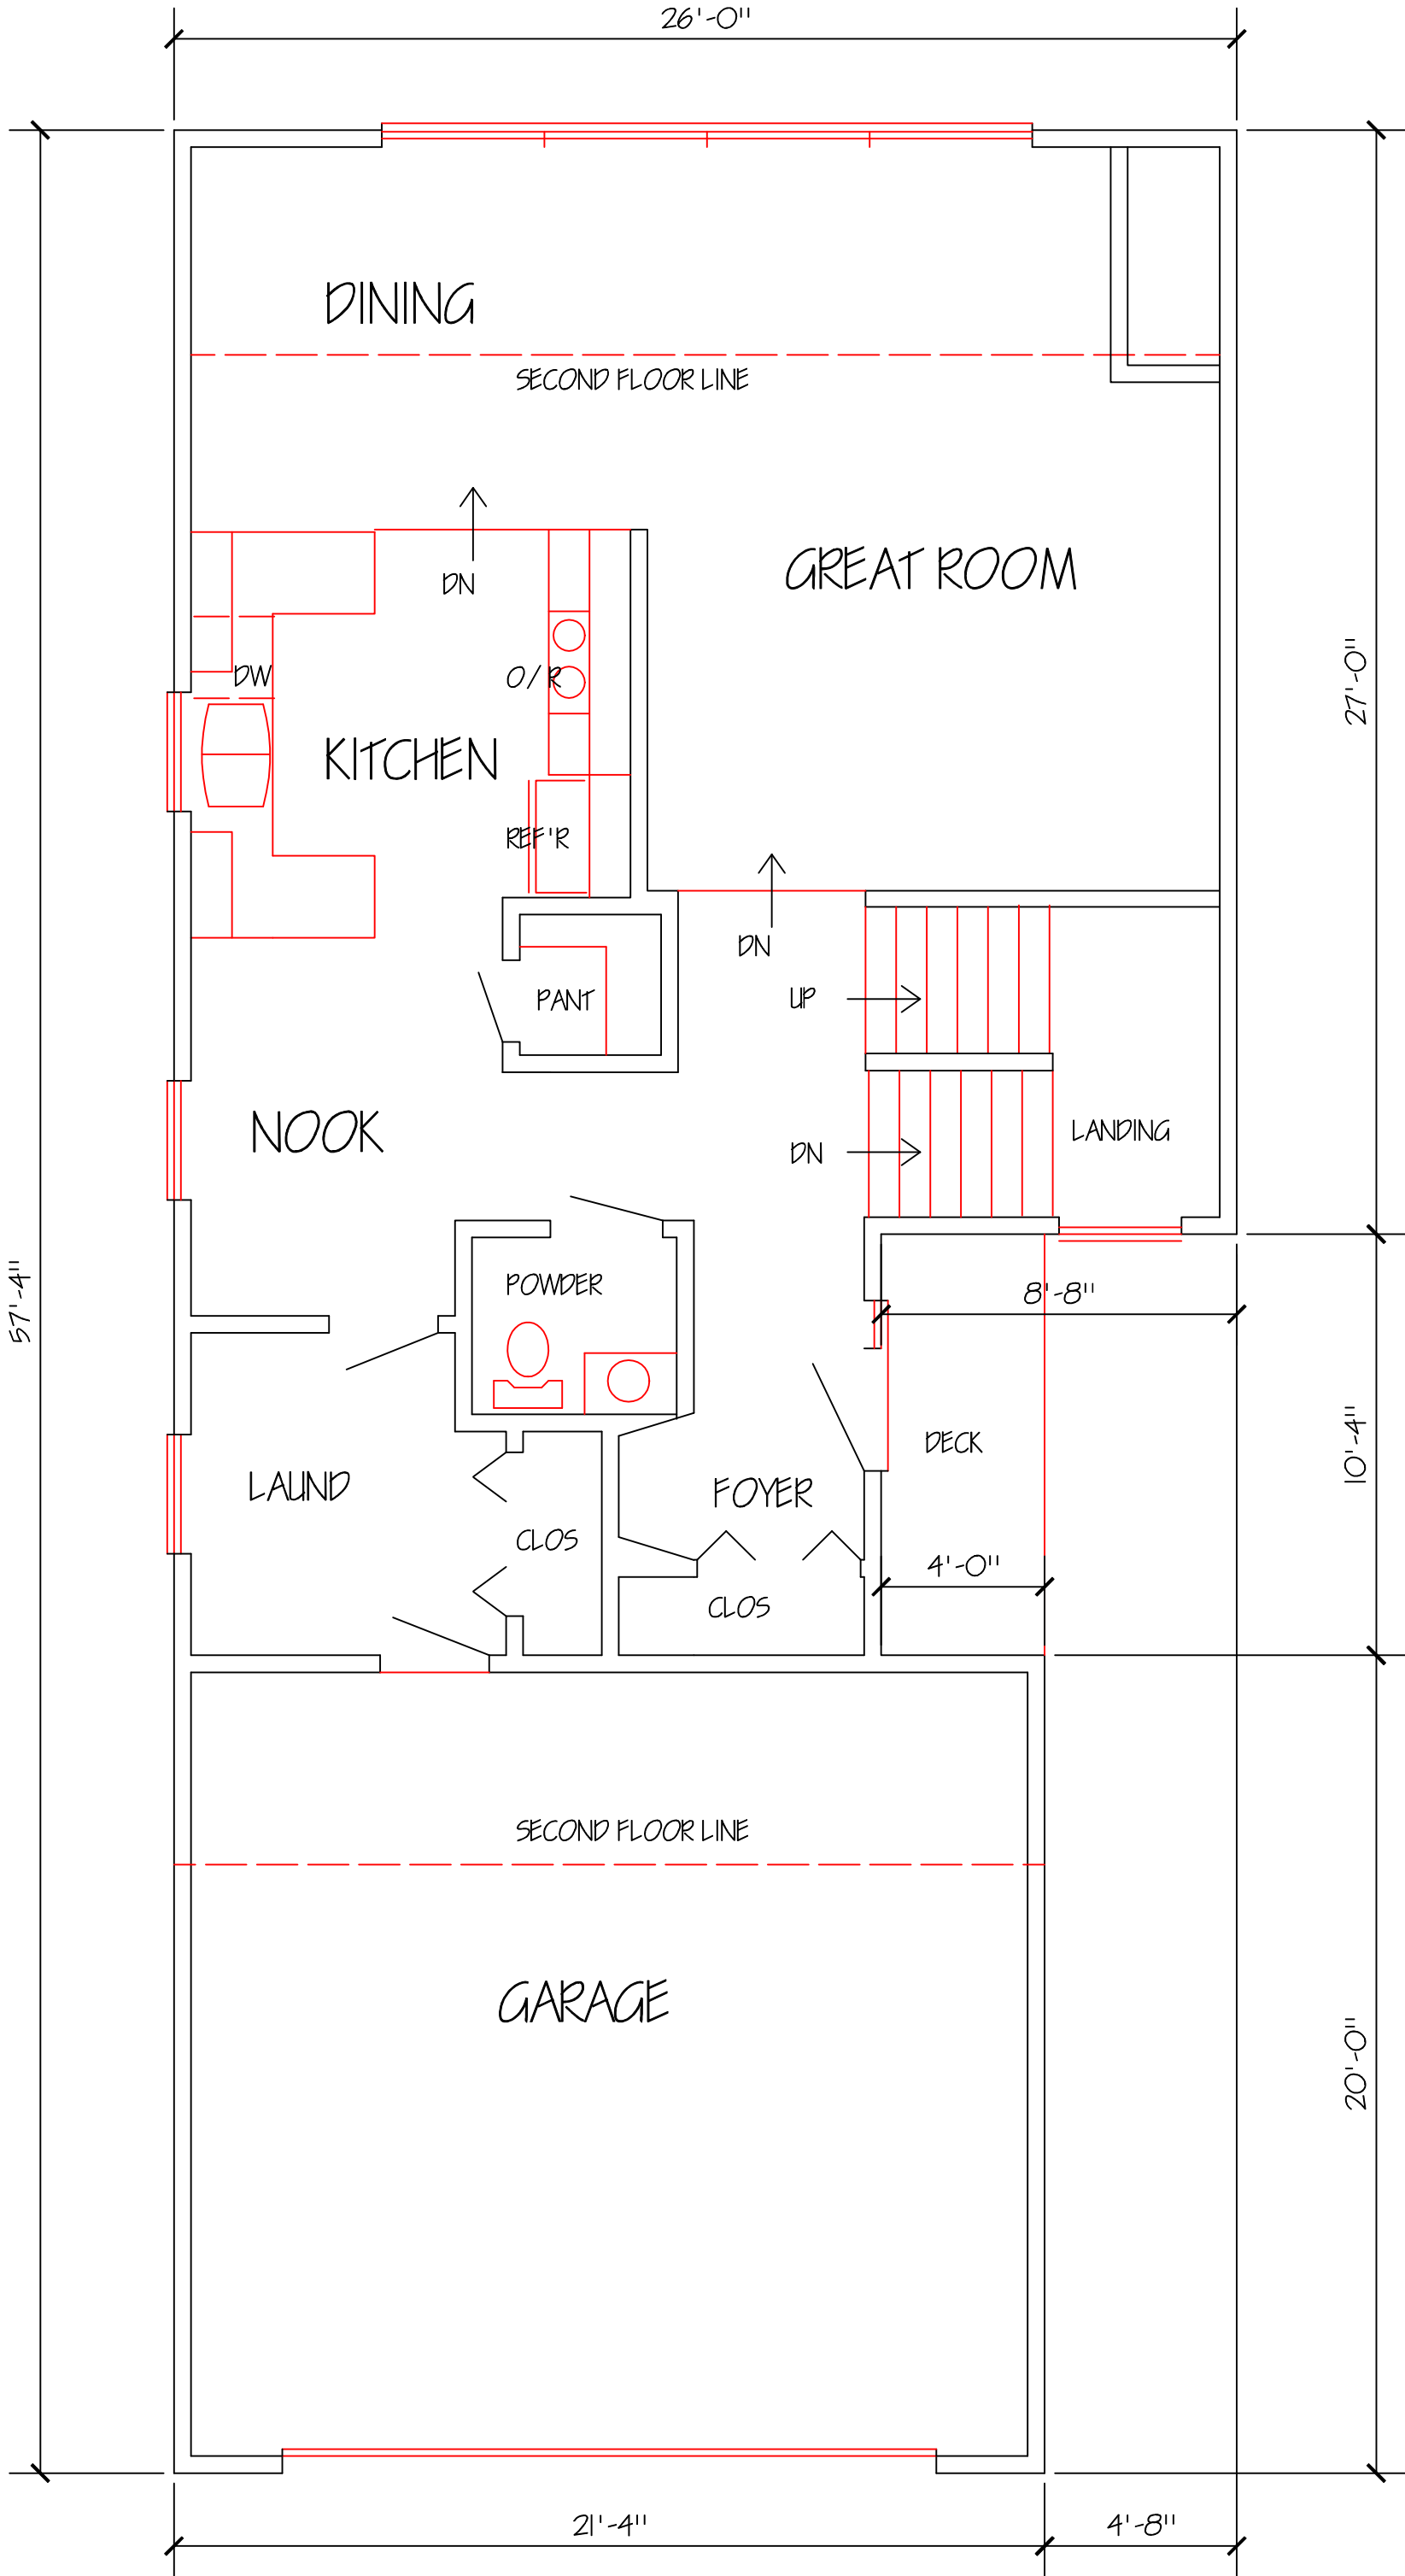 26'-0"
DINING
SECOND FLOOR LINE
GREAT ROOM
DN
27'-0"
DW
O/R
KITCHEN
REF'R
DN
UP
PANT
NOOK
LANDING
DN
POWDER
8'-8"
57'-4"
DECK
10'-4"
LAUND
FOYER
CLOS
4'-0"
CLOS
SECOND FLOOR LINE
GARAGE
20'-0"
21'-4"
4'-8"